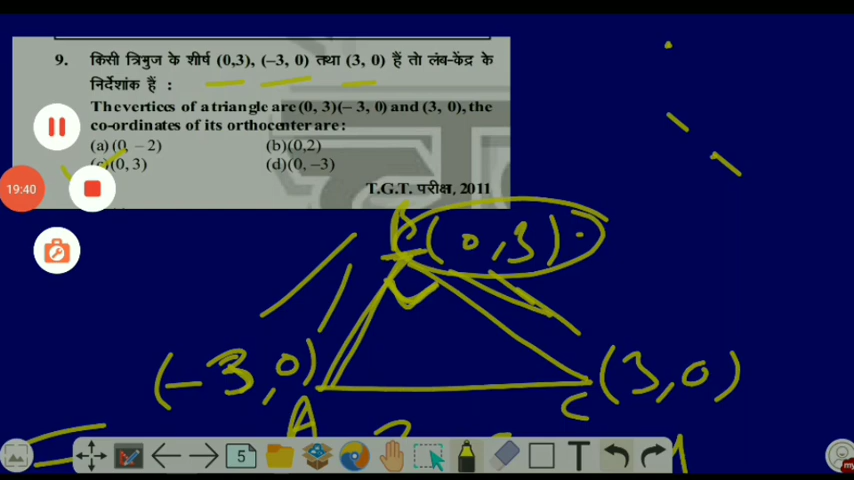 9. किसी त्रिभुज के शीर्ष (0,3), (−3, 0) तथा (3, 0) हैं तो लंब-केंद्र के
निर्देशांक हैं :
The vertices of a triangle are (0, 3)(− 3, 0) and (3, 0), the
co-ordinates of its orthocenter are :
(a) (0, − 2) (b) (0,2)
(c) (0, 3) (d) (0, −3)
T.G.T. परीक्षा, 2011
19:40
B (0,3)
(−3,0) (3,0)
A C
5 T